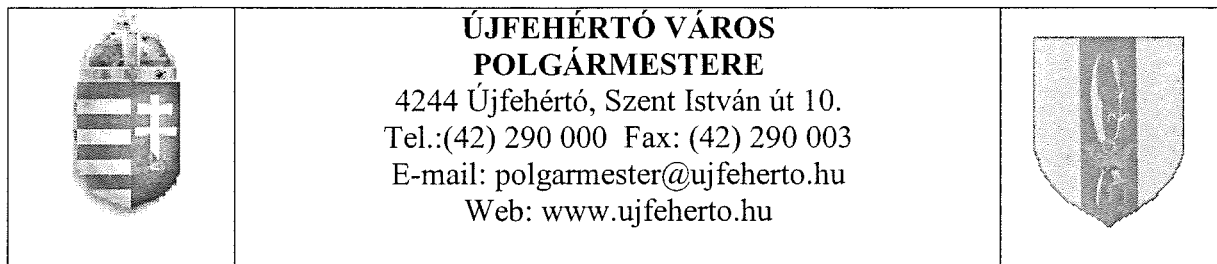 ÚJFEHÉRTÓ VÁROS
POLGÁRMESTERE
4244 Újfehértó, Szent István út 10.
Tel.:(42) 290 000 Fax: (42) 290 003
E-mail: polgarmester@ujfeherto.hu
Web: www.ujfeherto.hu